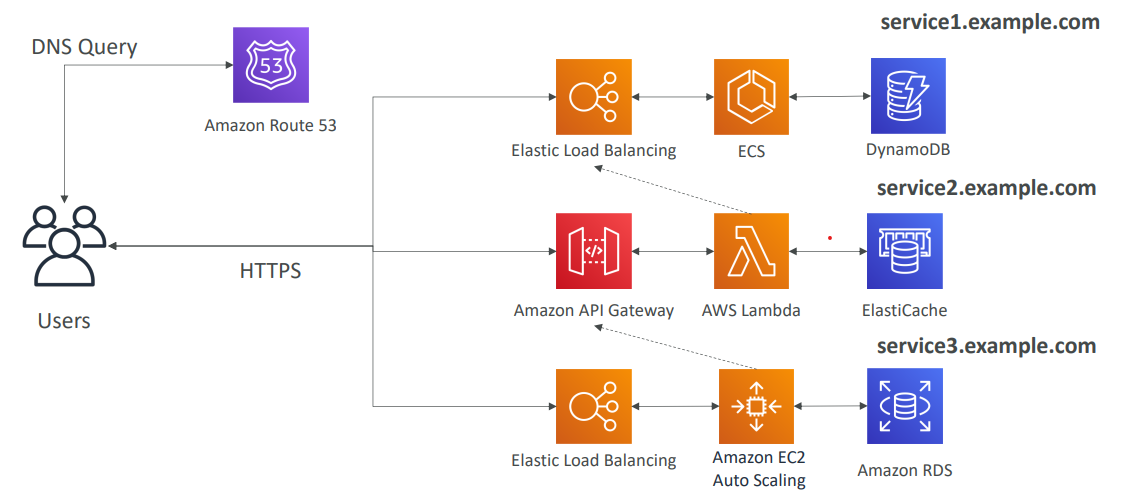 service1.example.com
DNS Query
53
Amazon Route 53
Elastic Load Balancing
ECS
DynamoDB
service2.example.com
HTTPS
Users
</>
Amazon API Gateway
AWS Lambda
ElastiCache
service3.example.com
Elastic Load Balancing
Amazon EC2
Auto Scaling
Amazon RDS